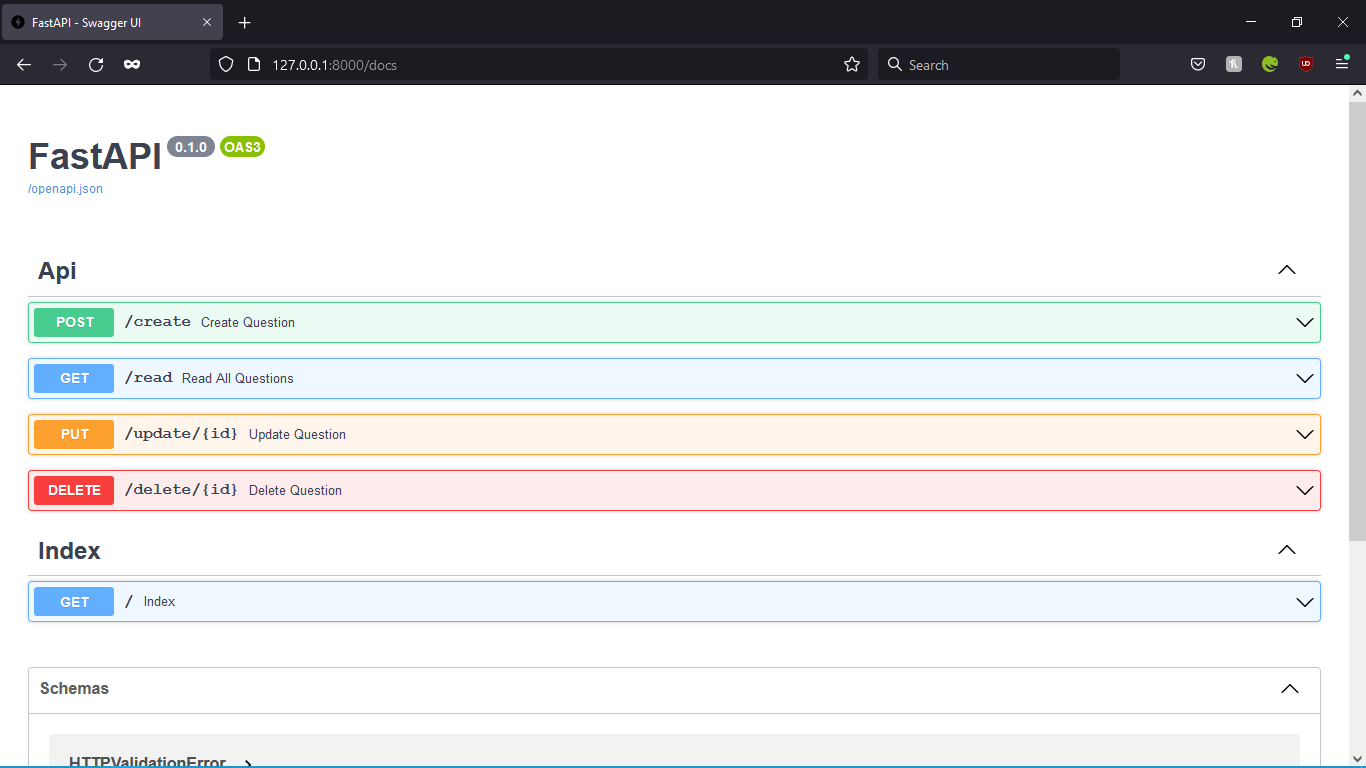 FastAPI - Swagger UI
127.0.0.1:8000/docs
Search
FastAPI 0.1.0 OAS3
/openapi.json
Api
POST /create Create Question
GET /read Read All Questions
PUT /update/{id} Update Question
DELETE /delete/{id} Delete Question
Index
GET / Index
Schemas
HTTPValidationError